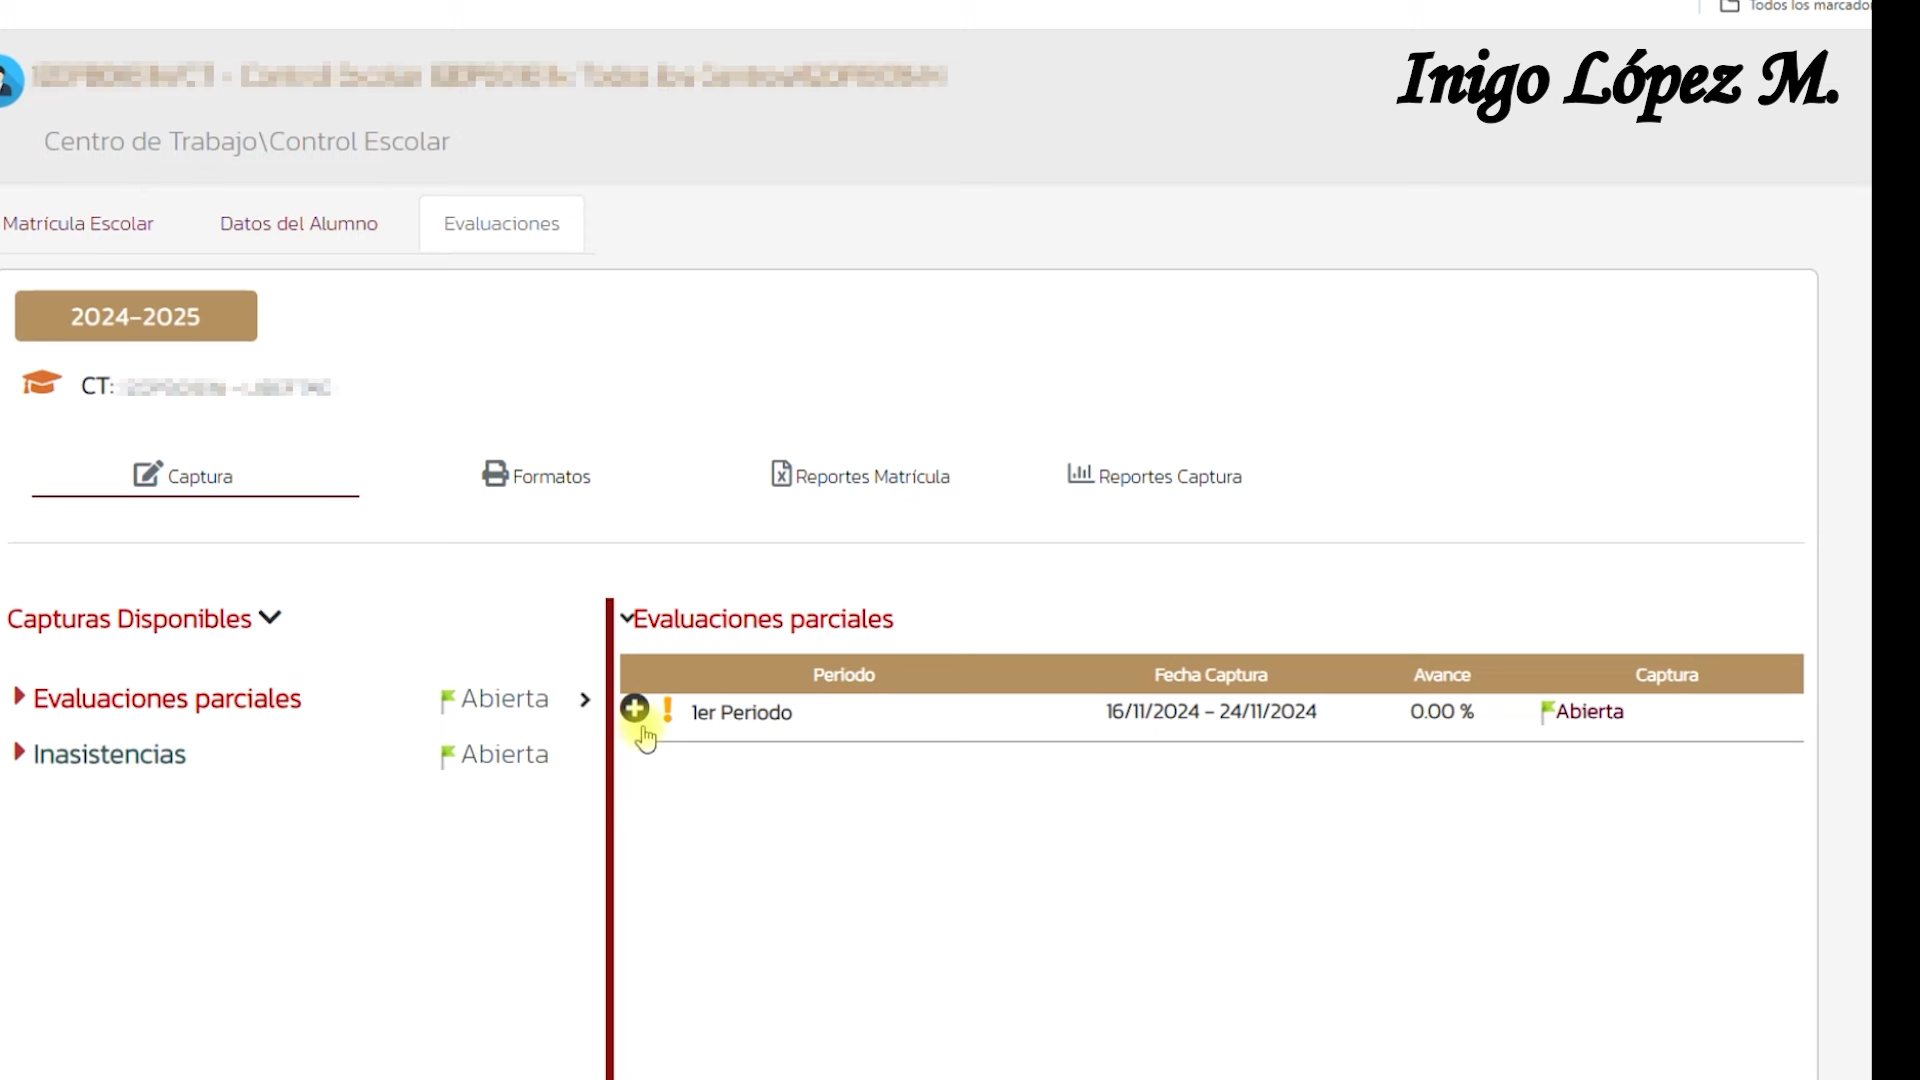 Todos los marcador
Inigo López M.
Centro de Trabajo\Control Escolar
Matrícula Escolar
Datos del Alumno
Evaluaciones
2024-2025
CT:
Captura
Formatos
Reportes Matrícula
Reportes Captura
Capturas Disponibles
Evaluaciones parciales
Abierta
Inasistencias
Abierta
Evaluaciones parciales
Periodo
Fecha Captura
Avance
Captura
1er Periodo
16/11/2024 - 24/11/2024
0.00 %
Abierta